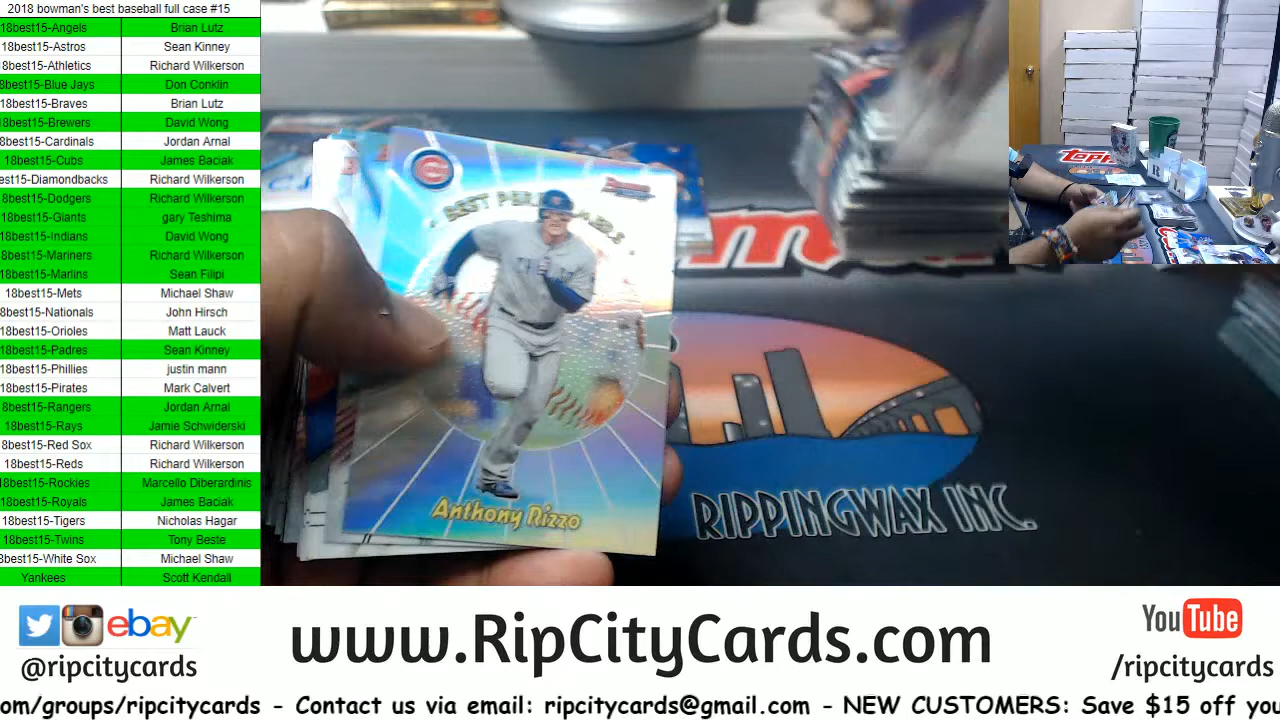 2018 bowman's best baseball full case #15
18best15-Angels Brian Lutz
18best15-Astros Sean Kinney
18best15-Athletics Richard Wilkerson
8best15-Blue Jays Don Conklin
18best15-Braves Brian Lutz
18best15-Brewers David Wong
8best15-Cardinals Jordan Arnal
18best15-Cubs James Baciak
est15-Diamondbacks Richard Wilkerson
18best15-Dodgers Richard Wilkerson
18best15-Giants gary Teshima
18best15-Indians David Wong
8best15-Mariners Richard Wilkerson
18best15-Marlins Sean Filipi
18best15-Mets Michael Shaw
8best15-Nationals John Hirsch
18best15-Orioles Matt Lauck
18best15-Padres Sean Kinney
18best15-Phillies justin mann
18best15-Pirates Mark Calvert
8best15-Rangers Jordan Arnal
18best15-Rays Jamie Schwiderski
8best15-Red Sox Richard Wilkerson
18best15-Reds Richard Wilkerson
18best15-Rockies Marcello Diberardinis
18best15-Royals James Baciak
18best15-Tigers Nicholas Hagar
18best15-Twins Tony Beste
8best15-White Sox Michael Shaw
Yankees Scott Kendall
BEST
Anthony Rizzo
RIPPINGWAX INC.
Topps
ebay
@ripcitycards
www.RipCityCards.com
YouTube
/ripcitycards
om/groups/ripcitycards - Contact us via email: ripcitycards@gmail.com - NEW CUSTOMERS: Save $15 off you